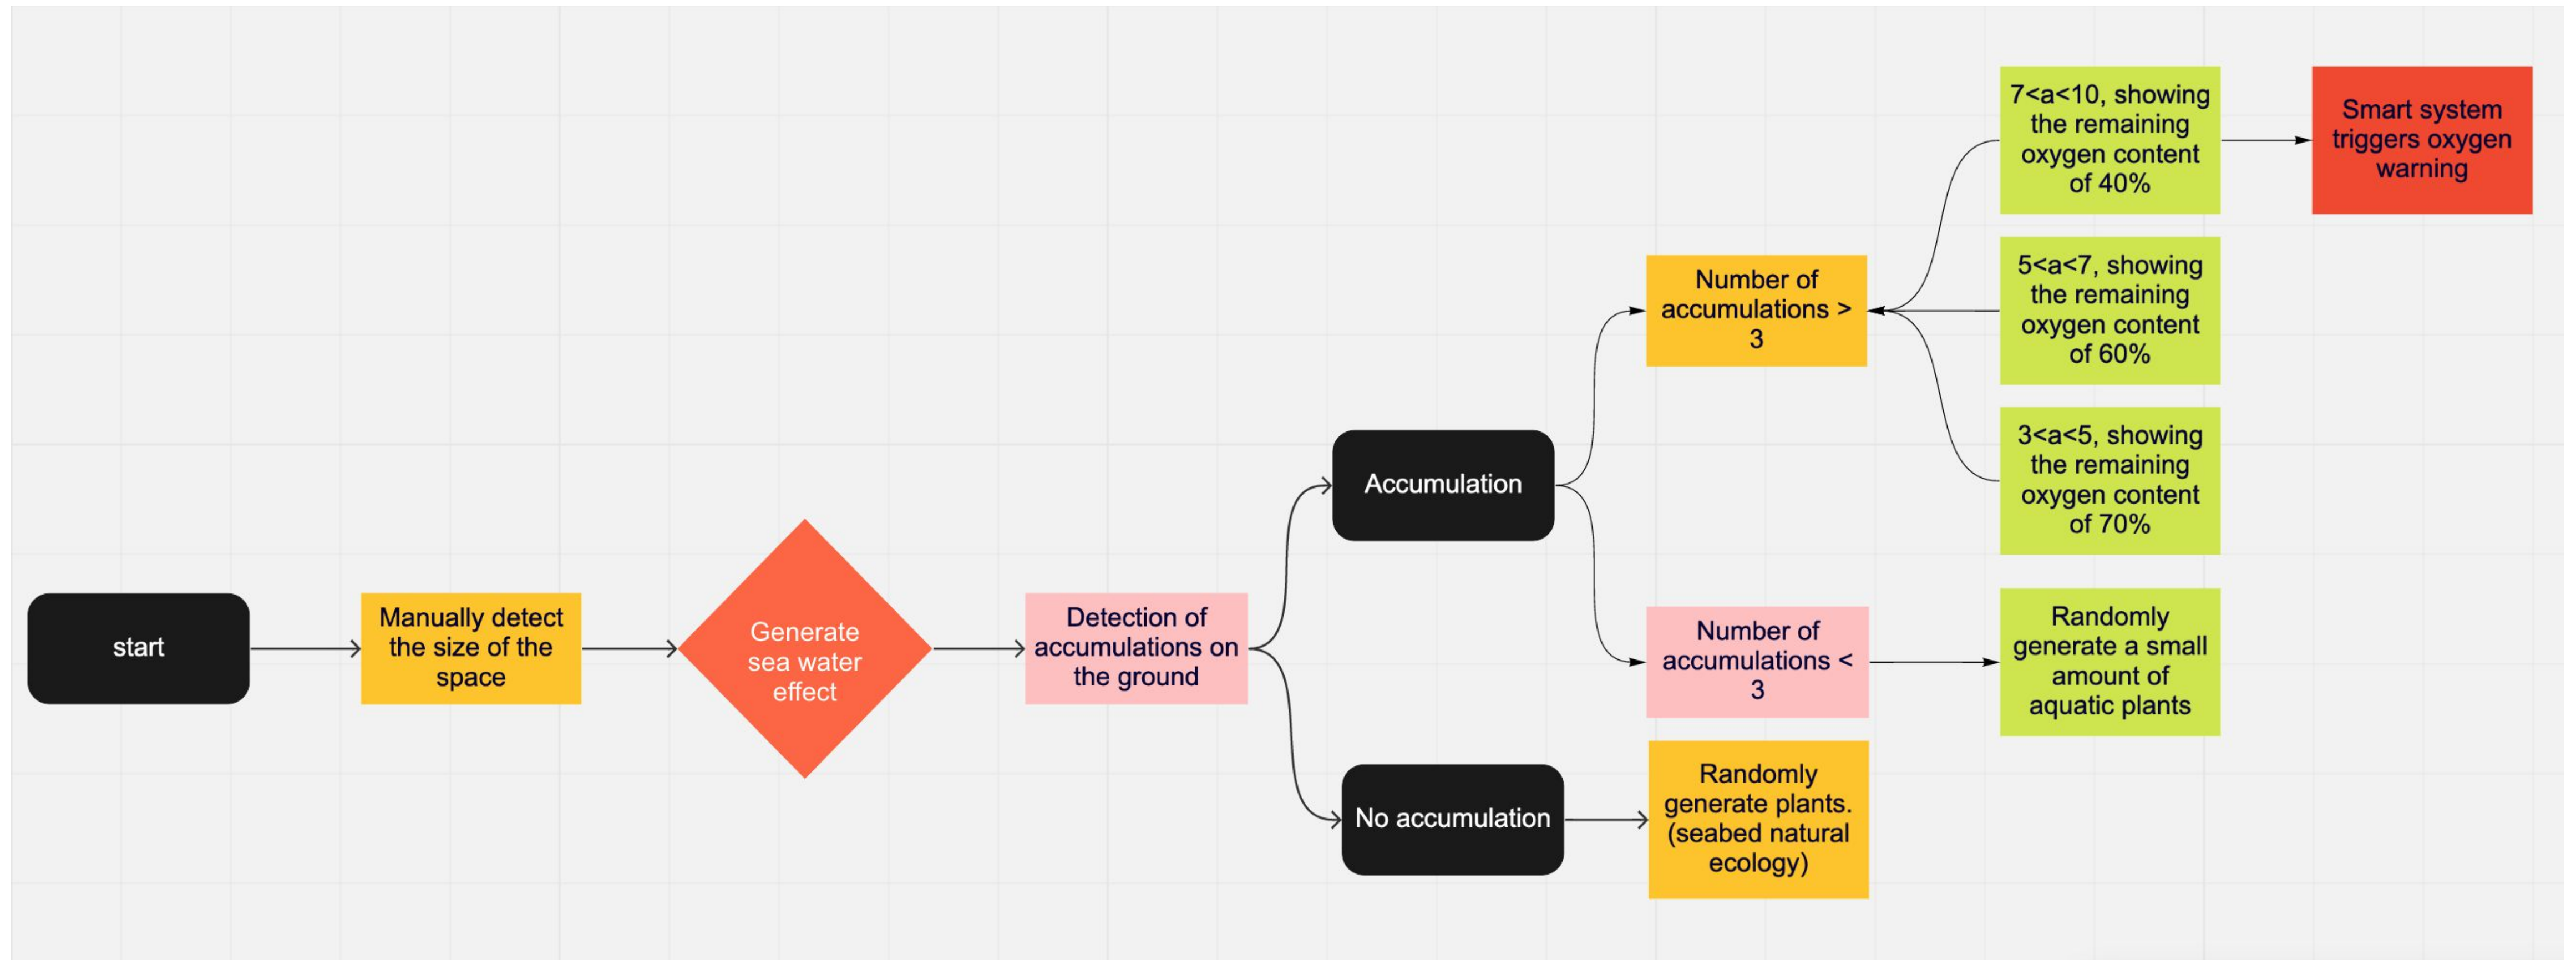 start
Manually detect
the size of the
space
Generate
sea water
effect
Detection of
accumulations on
the ground
Accumulation
No accumulation
Number of
accumulations >
3
Number of
accumulations <
3
Randomly
generate plants.
(seabed natural
ecology)
7<a<10, showing
the remaining
oxygen content
of 40%
5<a<7, showing
the remaining
oxygen content
of 60%
3<a<5, showing
the remaining
oxygen content
of 70%
Randomly
generate a small
amount of
aquatic plants
Smart system
triggers oxygen
warning